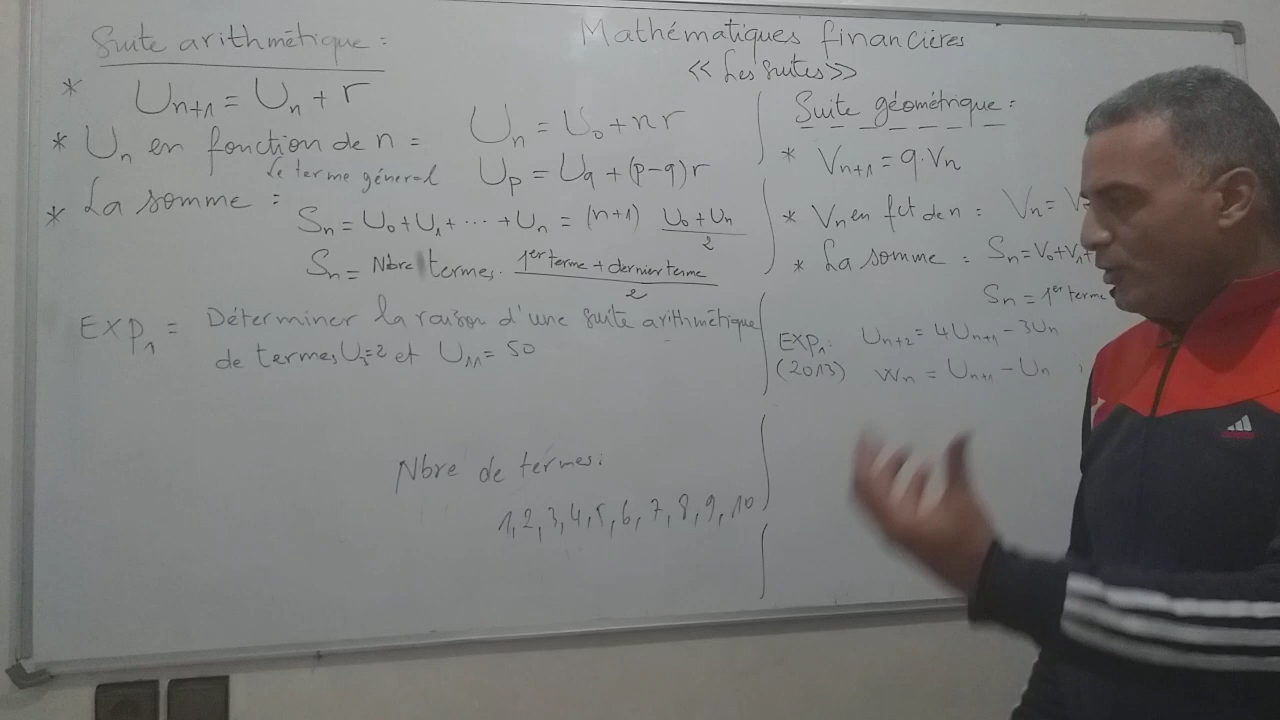 Mathématiques financières
<< Les suites >>
Suite arithmétique :
* Un+1 = Un + r
* Un en fonction de n : Un = U0 + nr
Le terme général Up = Uq + (p-q)r
* La somme : Sn = U0 + U1 + ... + Un = (n+1) (U0 + Un)/2
Sn = Nbre termes. (1er terme + dernier terme)/2
EXP1 : Déterminer la raison d'une suite arithmétique
de termes U5=2 et U11 = 50
Nbre de termes :
1, 2, 3, 4, 5, 6, 7, 8, 9, 10
Suite géométrique :
* Vn+1 = q.Vn
* Vn en fct de n : Vn = V
* La somme : Sn = V0 + V1 +
Sn = 1er terme
EXP1 : Un+2 = 4Un+1 - 3Un
(2013) Wn = Un+1 - Un